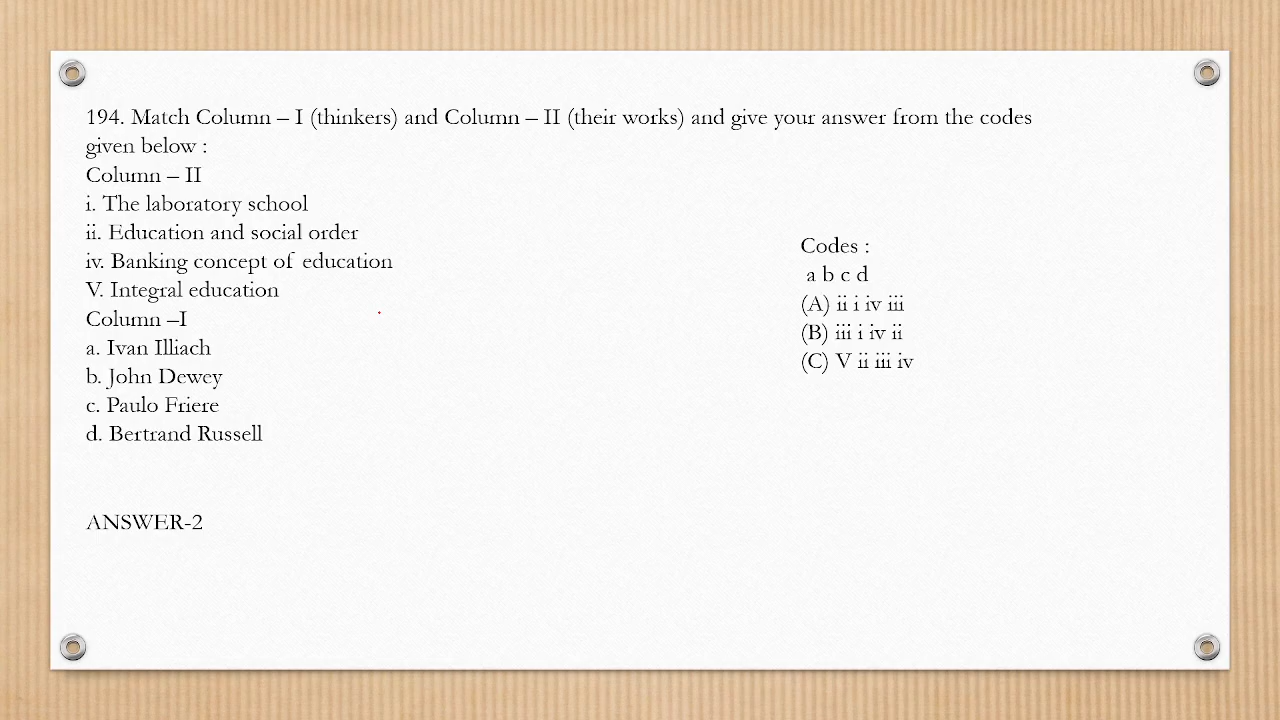 194. Match Column – I (thinkers) and Column – II (their works) and give your answer from the codes
given below :
Column – II
i. The laboratory school
ii. Education and social order
iv. Banking concept of education
V. Integral education
Column –I
a. Ivan Illiach
b. John Dewey
c. Paulo Friere
d. Bertrand Russell
ANSWER-2
Codes :
a b c d
(A) ii i iv iii
(B) iii i iv ii
(C) V ii iii iv